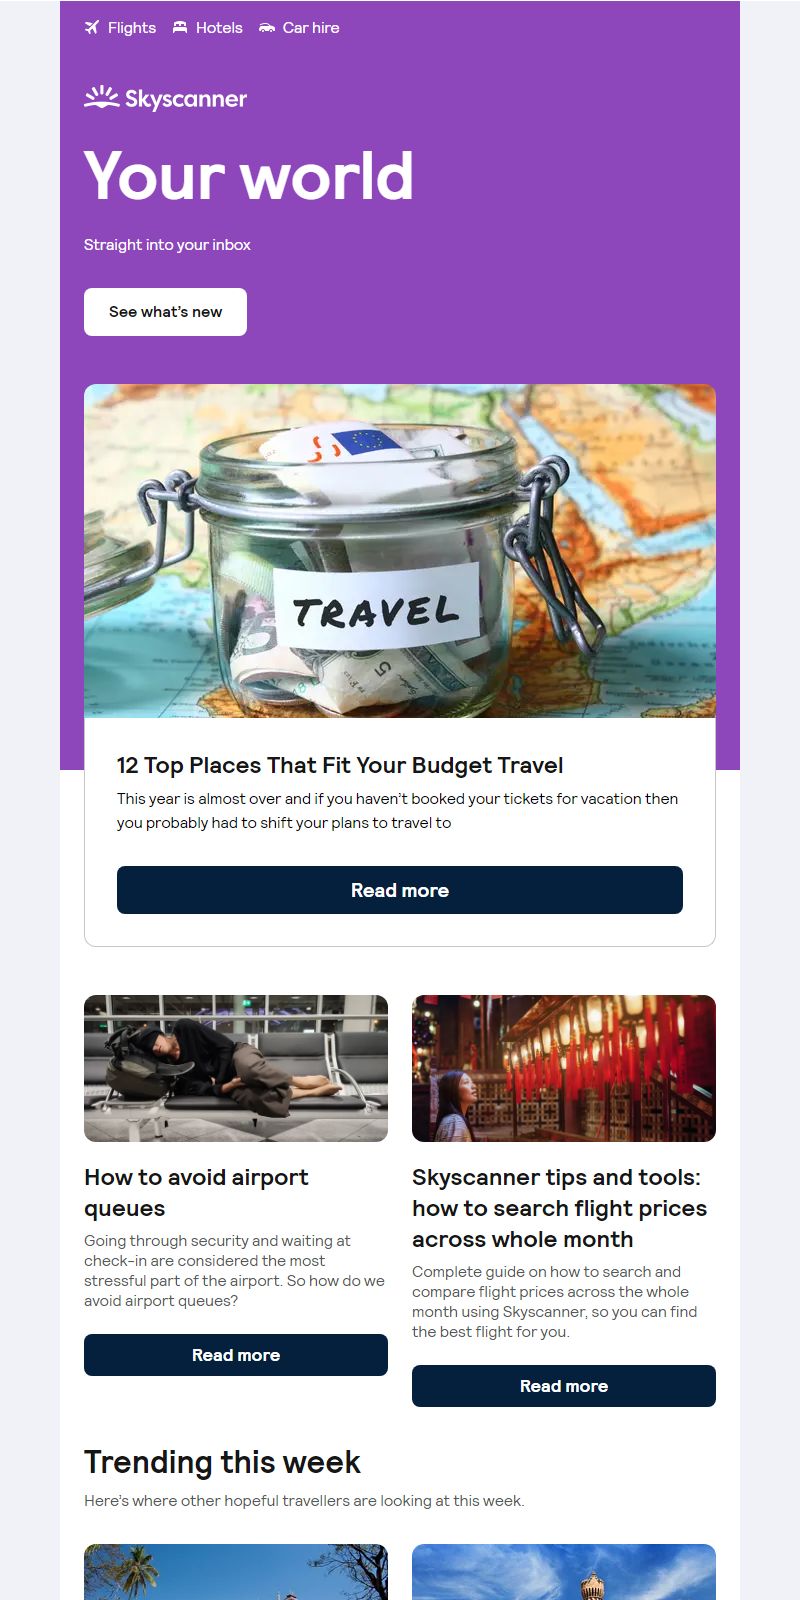 Flights Hotels Car hire
Skyscanner
Your world
Straight into your inbox
See what's new
TRAVEL
5
12 Top Places That Fit Your Budget Travel
This year is almost over and if you haven't booked your tickets for vacation then
you probably had to shift your plans to travel to
Read more
How to avoid airport
queues
Going through security and waiting at
check-in are considered the most
stressful part of the airport. So how do we
avoid airport queues?
Read more
Skyscanner tips and tools:
how to search flight prices
across whole month
Complete guide on how to search and
compare flight prices across the whole
month using Skyscanner, so you can find
the best flight for you.
Read more
Trending this week
Here's where other hopeful travellers are looking at this week.